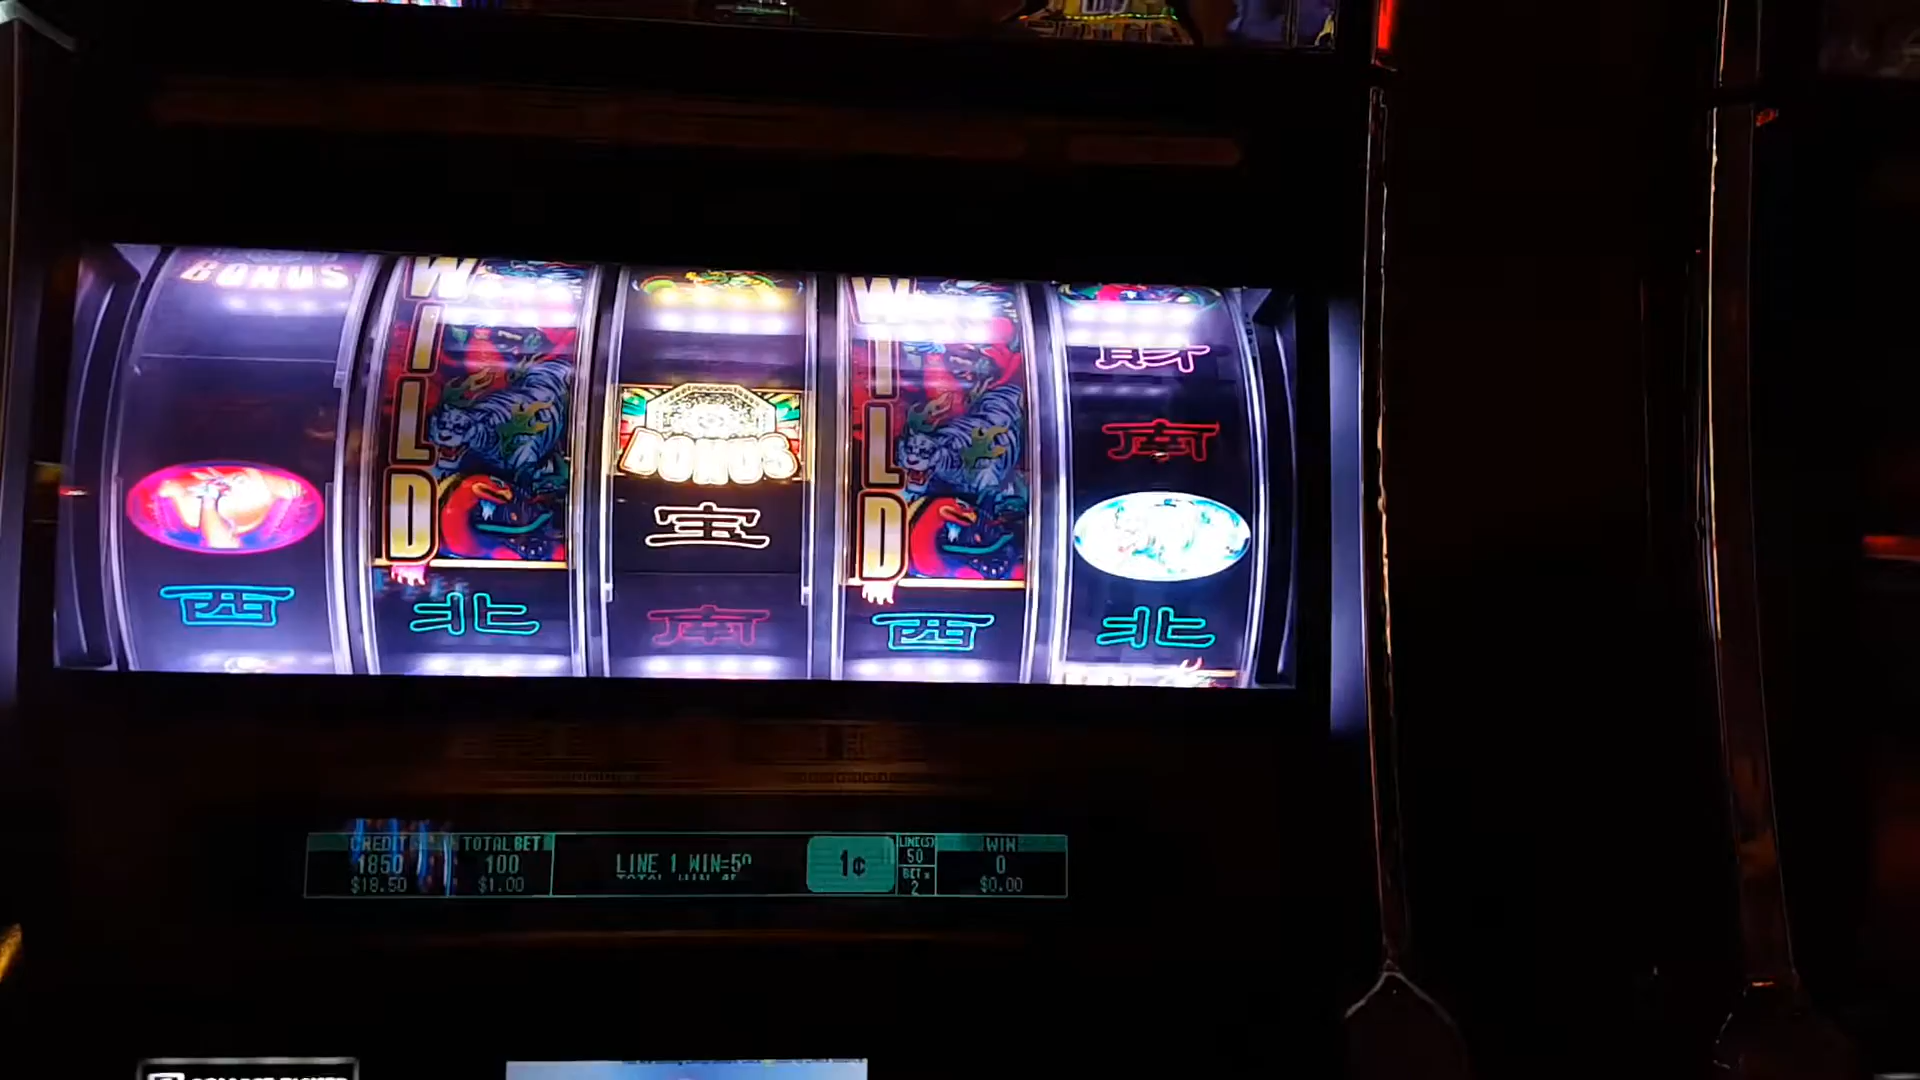 BONUS
WILD
WILD
財
南
BONUS
宝
西
北
南
西
北
CREDIT
1850
$18.50
TOTAL BET
100
$1.00
LINE 1 WIN=50
1¢
LINE(S)
50
BET x
2
WIN
0
$0.00